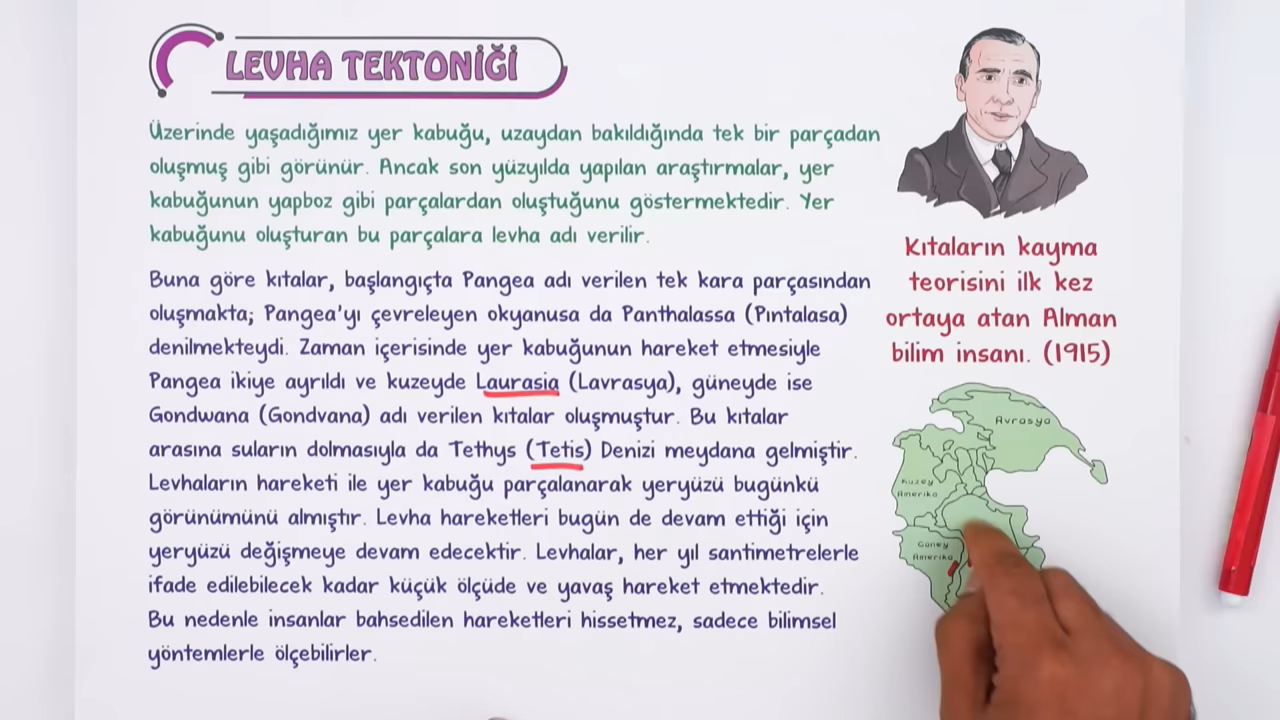 LEVHA TEKTONİĞİ
Üzerinde yaşadığımız yer kabuğu, uzaydan bakıldığında tek bir parçadan
oluşmuş gibi görünür. Ancak son yüzyılda yapılan araştırmalar, yer
kabuğunun yapboz gibi parçalardan oluştuğunu göstermektedir. Yer
kabuğunu oluşturan bu parçalara levha adı verilir.
Buna göre kıtalar, başlangıçta Pangea adı verilen tek kara parçasından
oluşmakta; Pangea'yı çevreleyen okyanusa da Panthalassa (Pıntalasa)
denilmekteydi. Zaman içerisinde yer kabuğunun hareket etmesiyle
Pangea ikiye ayrıldı ve kuzeyde Laurasia (Lavrasya), güneyde ise
Gondwana (Gondvana) adı verilen kıtalar oluşmuştur. Bu kıtalar
arasına suların dolmasıyla da Tethys (Tetis) Denizi meydana gelmiştir.
Levhaların hareketi ile yer kabuğu parçalanarak yeryüzü bugünkü
görünümünü almıştır. Levha hareketleri bugün de devam ettiği için
yeryüzü değişmeye devam edecektir. Levhalar, her yıl santimetrelerle
ifade edilebilecek kadar küçük ölçüde ve yavaş hareket etmektedir.
Bu nedenle insanlar bahsedilen hareketleri hissetmez, sadece bilimsel
yöntemlerle ölçebilirler.
Kıtaların kayma
teorisini ilk kez
ortaya atan Alman
bilim insanı. (1915)
Avrasya
Kuzey
Amerika
Güney
Amerika